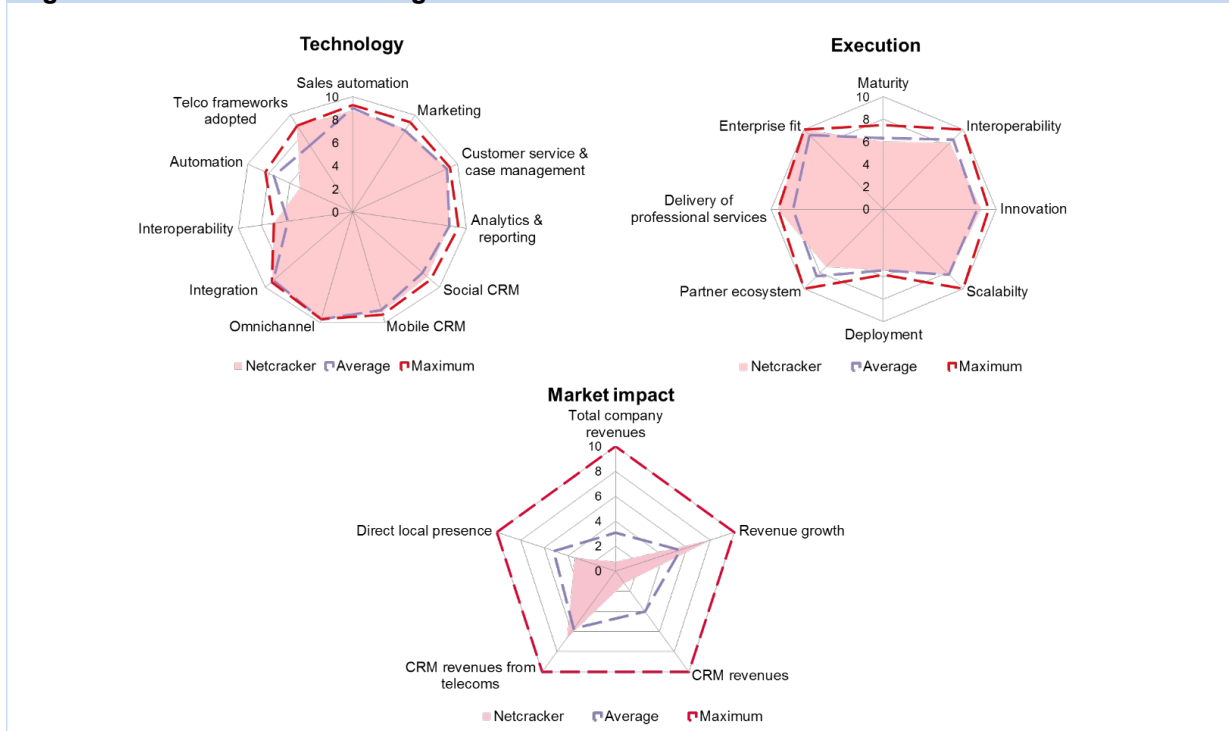 Technology
Sales automation
10
8
6
4
2
0
Marketing
Customer service &
case management
Analytics &
reporting
Social CRM
Mobile CRM
Omnichannel
Integration
Interoperability
Automation
Telco frameworks
adopted
Netcracker Average Maximum
Execution
Maturity
10
8
6
4
2
0
Interoperability
Innovation
Scalabilty
Deployment
Partner ecosystem
Delivery of
professional services
Enterprise fit
Netcracker Average Maximum
Market impact
Total company
revenues
10
8
6
4
2
0
Revenue growth
CRM revenues
CRM revenues from
telecoms
Direct local presence
Netcracker Average Maximum